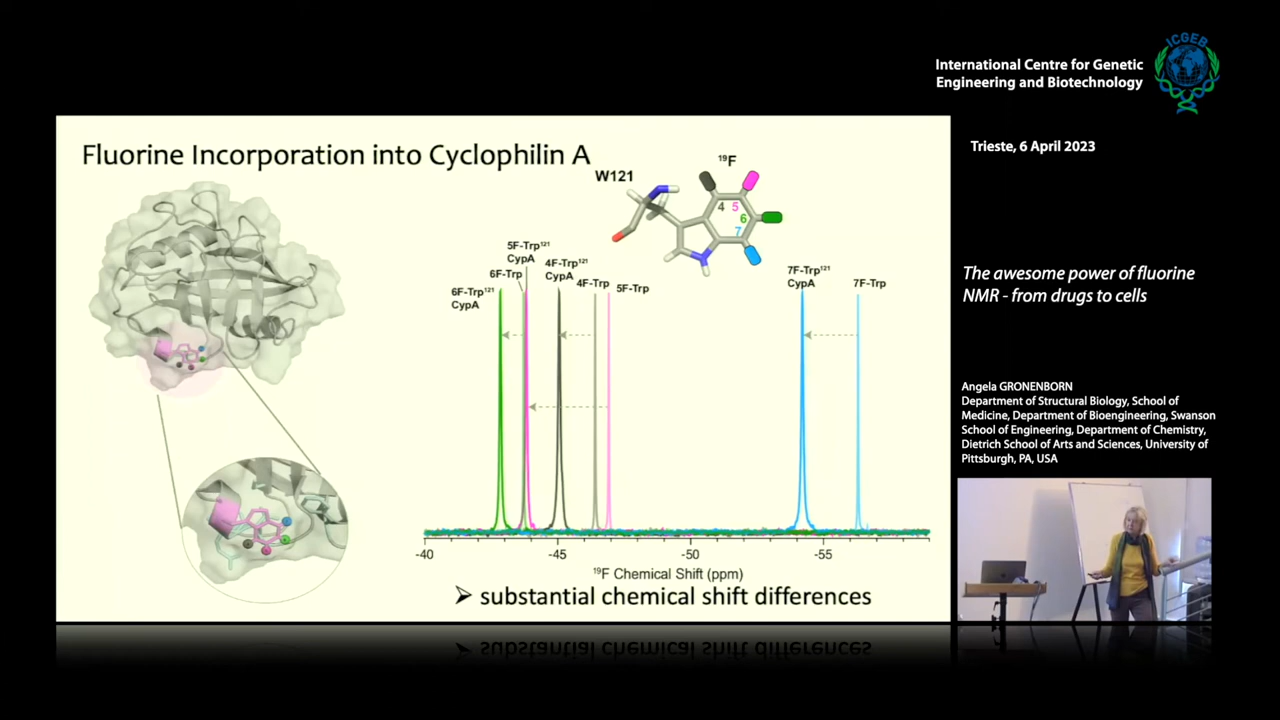 ICGEB
International Centre for Genetic
Engineering and Biotechnology
Trieste, 6 April 2023
The awesome power of fluorine
NMR - from drugs to cells
Angela GRONENBORN
Department of Structural Biology, School of
Medicine, Department of Bioengineering, Swanson
School of Engineering, Department of Chemistry,
Dietrich School of Arts and Sciences, University of
Pittsburgh, PA, USA
Fluorine Incorporation into Cyclophilin A
W121
¹⁹F
4
5
6
7
5F-Trp¹²¹
CypA
6F-Trp
6F-Trp¹²¹
CypA
4F-Trp¹²¹
CypA
4F-Trp
5F-Trp
7F-Trp¹²¹
CypA
7F-Trp
-40
-45
-50
-55
¹⁹F Chemical Shift (ppm)
➢ substantial chemical shift differences